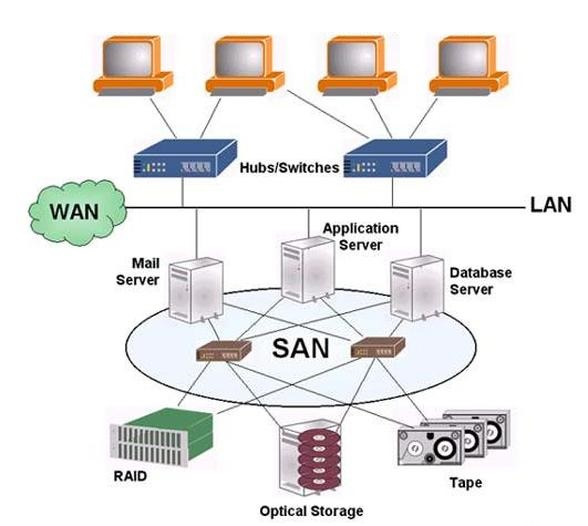 Hubs/Switches
WAN
LAN
Mail
Server
Application
Server
Database
Server
SAN
RAID
Optical Storage
Tape